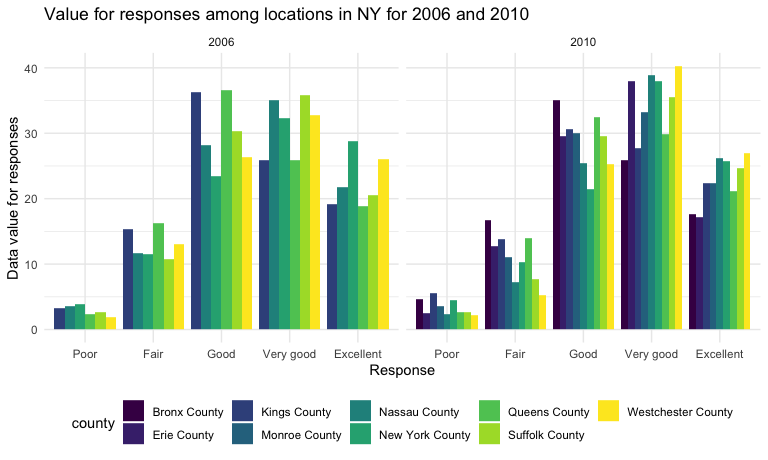 Value for responses among locations in NY for 2006 and 2010
2006 2010
Data value for responses
40
30
20
10
0
Poor Fair Good Very good Excellent Poor Fair Good Very good Excellent
Response
county
Bronx County Kings County Nassau County Queens County Westchester County
Erie County Monroe County New York County Suffolk County